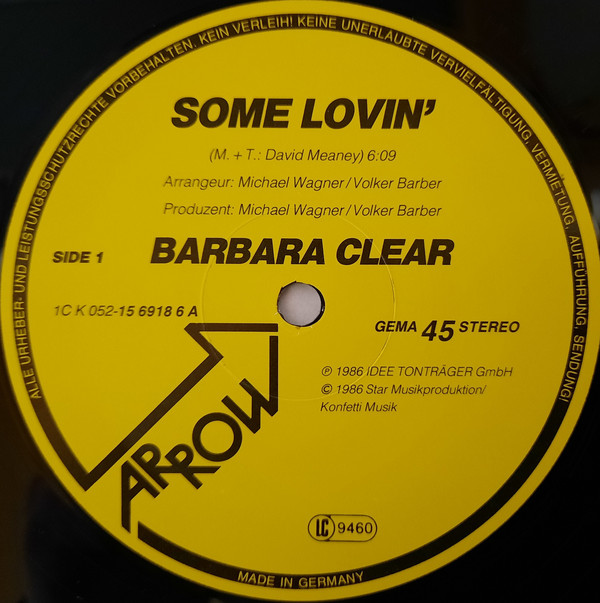 ALLE URHEBER- UND LEISTUNGSSCHUTZRECHTE VORBEHALTEN. KEIN VERLEIH! KEINE UNERLAUBTE VERVIELFÄLTIGUNG, VERMIETUNG, AUFFÜHRUNG, SENDUNG!
SOME LOVIN'
(M. + T.: David Meaney) 6:09
Arrangeur: Michael Wagner/Volker Barber
Produzent: Michael Wagner/Volker Barber
SIDE 1
BARBARA CLEAR
1C K 052-15 6918 6 A
GEMA 45 STEREO
℗ 1986 IDEE TONTRÄGER GmbH
© 1986 Star Musikproduktion/
Konfetti Musik
ARROW
LC 9460
MADE IN GERMANY